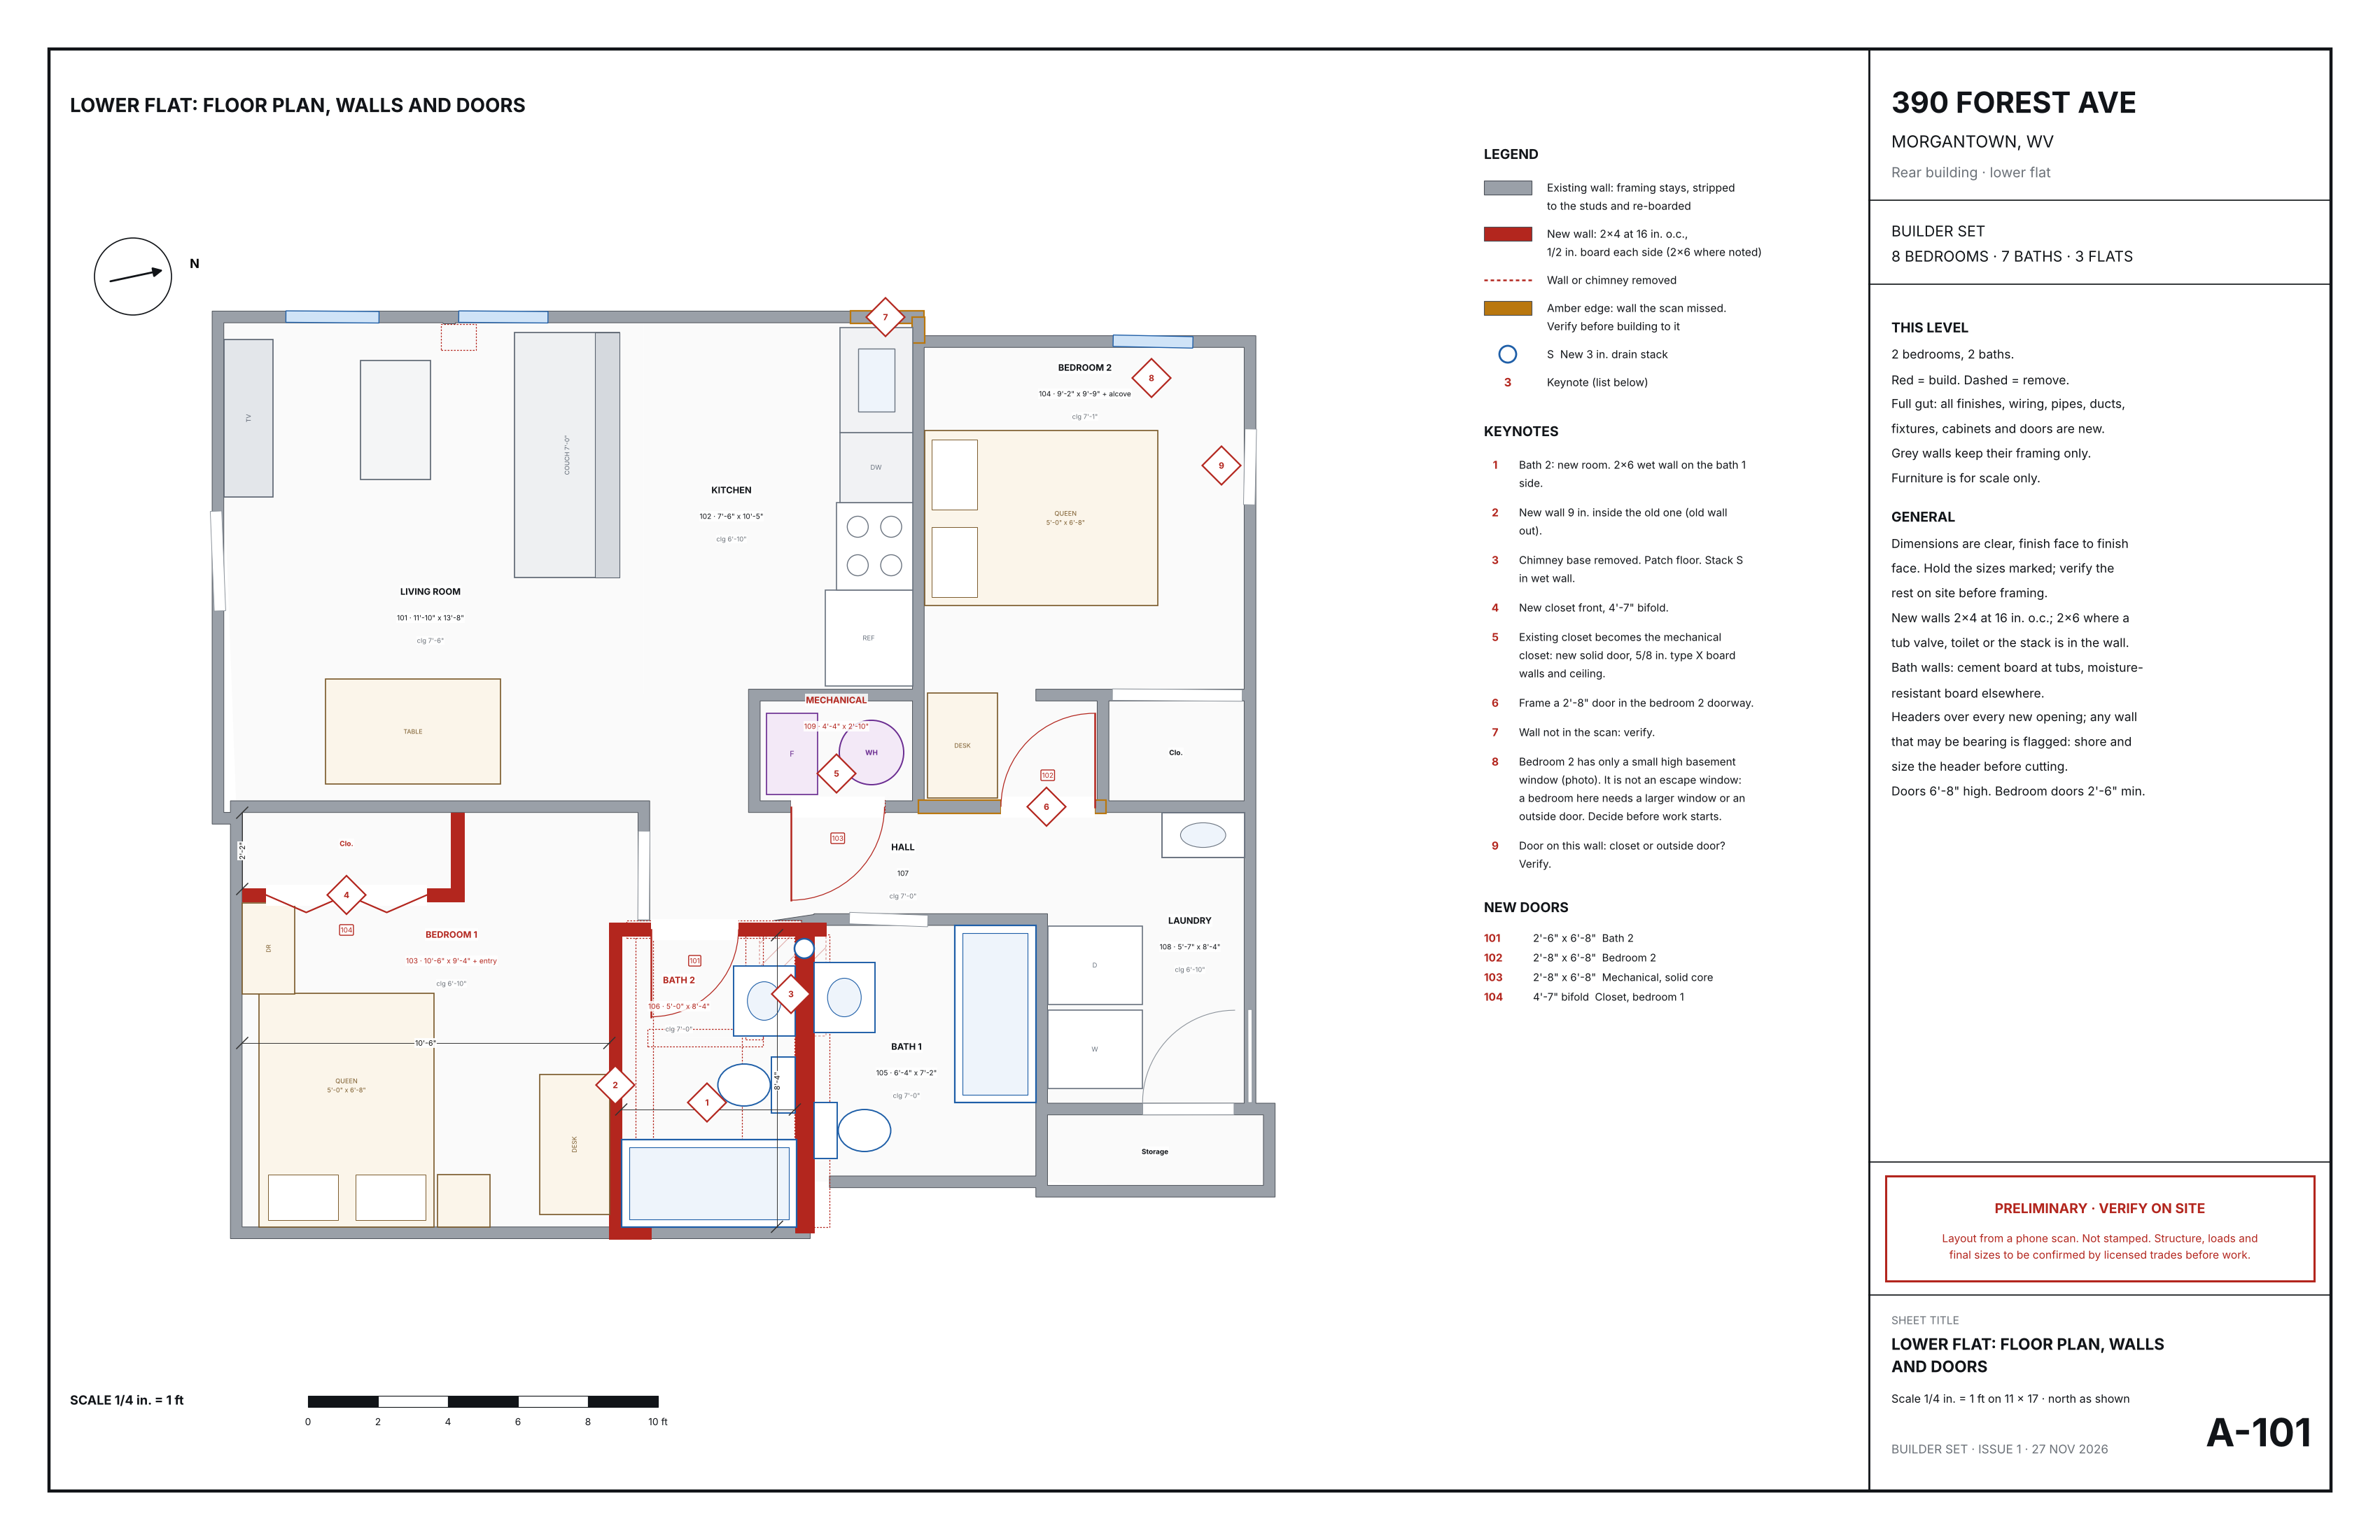 LOWER FLAT: FLOOR PLAN, WALLS AND DOORS
N
7
BEDROOM 2
8
104 · 9'-2" x 9'-9" + alcove
clg 7'-1"
TV
COUCH 7'-0"
DW
9
KITCHEN
102 · 7'-6" x 10'-5"
clg 6'-10"
QUEEN
5'-0" x 6'-8"
LIVING ROOM
101 · 11'-10" x 13'-8"
clg 7'-6"
REF
MECHANICAL
109 · 4'-4" x 2'-10"
TABLE
F
WH
5
DESK
102
6
Clo.
103
2'-2"
Clo.
HALL
107
clg 7'-0"
4
104
DR
BEDROOM 1
103 · 10'-6" x 9'-4" + entry
clg 6'-10"
LAUNDRY
108 · 5'-7" x 8'-4"
clg 6'-10"
101
BATH 2
106 · 5'-0" x 8'-4"
clg 7'-0"
3
D
10'-6"
BATH 1
105 · 6'-4" x 7'-2"
clg 7'-0"
W
QUEEN
5'-0" x 6'-8"
2
1
8'-4"
DESK
Storage
SCALE 1/4 in. = 1 ft
0 2 4 6 8 10 ft
LEGEND
Existing wall: framing stays, stripped
to the studs and re-boarded
New wall: 2×4 at 16 in. o.c.,
1/2 in. board each side (2×6 where noted)
Wall or chimney removed
Amber edge: wall the scan missed.
Verify before building to it
S New 3 in. drain stack
3 Keynote (list below)
KEYNOTES
1 Bath 2: new room. 2×6 wet wall on the bath 1
side.
2 New wall 9 in. inside the old one (old wall
out).
3 Chimney base removed. Patch floor. Stack S
in wet wall.
4 New closet front, 4'-7" bifold.
5 Existing closet becomes the mechanical
closet: new solid door, 5/8 in. type X board
walls and ceiling.
6 Frame a 2'-8" door in the bedroom 2 doorway.
7 Wall not in the scan: verify.
8 Bedroom 2 has only a small high basement
window (photo). It is not an escape window:
a bedroom here needs a larger window or an
outside door. Decide before work starts.
9 Door on this wall: closet or outside door?
Verify.
NEW DOORS
101 2'-6" x 6'-8" Bath 2
102 2'-8" x 6'-8" Bedroom 2
103 2'-8" x 6'-8" Mechanical, solid core
104 4'-7" bifold Closet, bedroom 1
390 FOREST AVE
MORGANTOWN, WV
Rear building · lower flat
BUILDER SET
8 BEDROOMS · 7 BATHS · 3 FLATS
THIS LEVEL
2 bedrooms, 2 baths.
Red = build. Dashed = remove.
Full gut: all finishes, wiring, pipes, ducts,
fixtures, cabinets and doors are new.
Grey walls keep their framing only.
Furniture is for scale only.
GENERAL
Dimensions are clear, finish face to finish
face. Hold the sizes marked; verify the
rest on site before framing.
New walls 2×4 at 16 in. o.c.; 2×6 where a
tub valve, toilet or the stack is in the wall.
Bath walls: cement board at tubs, moisture-
resistant board elsewhere.
Headers over every new opening; any wall
that may be bearing is flagged: shore and
size the header before cutting.
Doors 6'-8" high. Bedroom doors 2'-6" min.
PRELIMINARY · VERIFY ON SITE
Layout from a phone scan. Not stamped. Structure, loads and
final sizes to be confirmed by licensed trades before work.
SHEET TITLE
LOWER FLAT: FLOOR PLAN, WALLS
AND DOORS
Scale 1/4 in. = 1 ft on 11 × 17 · north as shown
BUILDER SET · ISSUE 1 · 27 NOV 2026
A-101